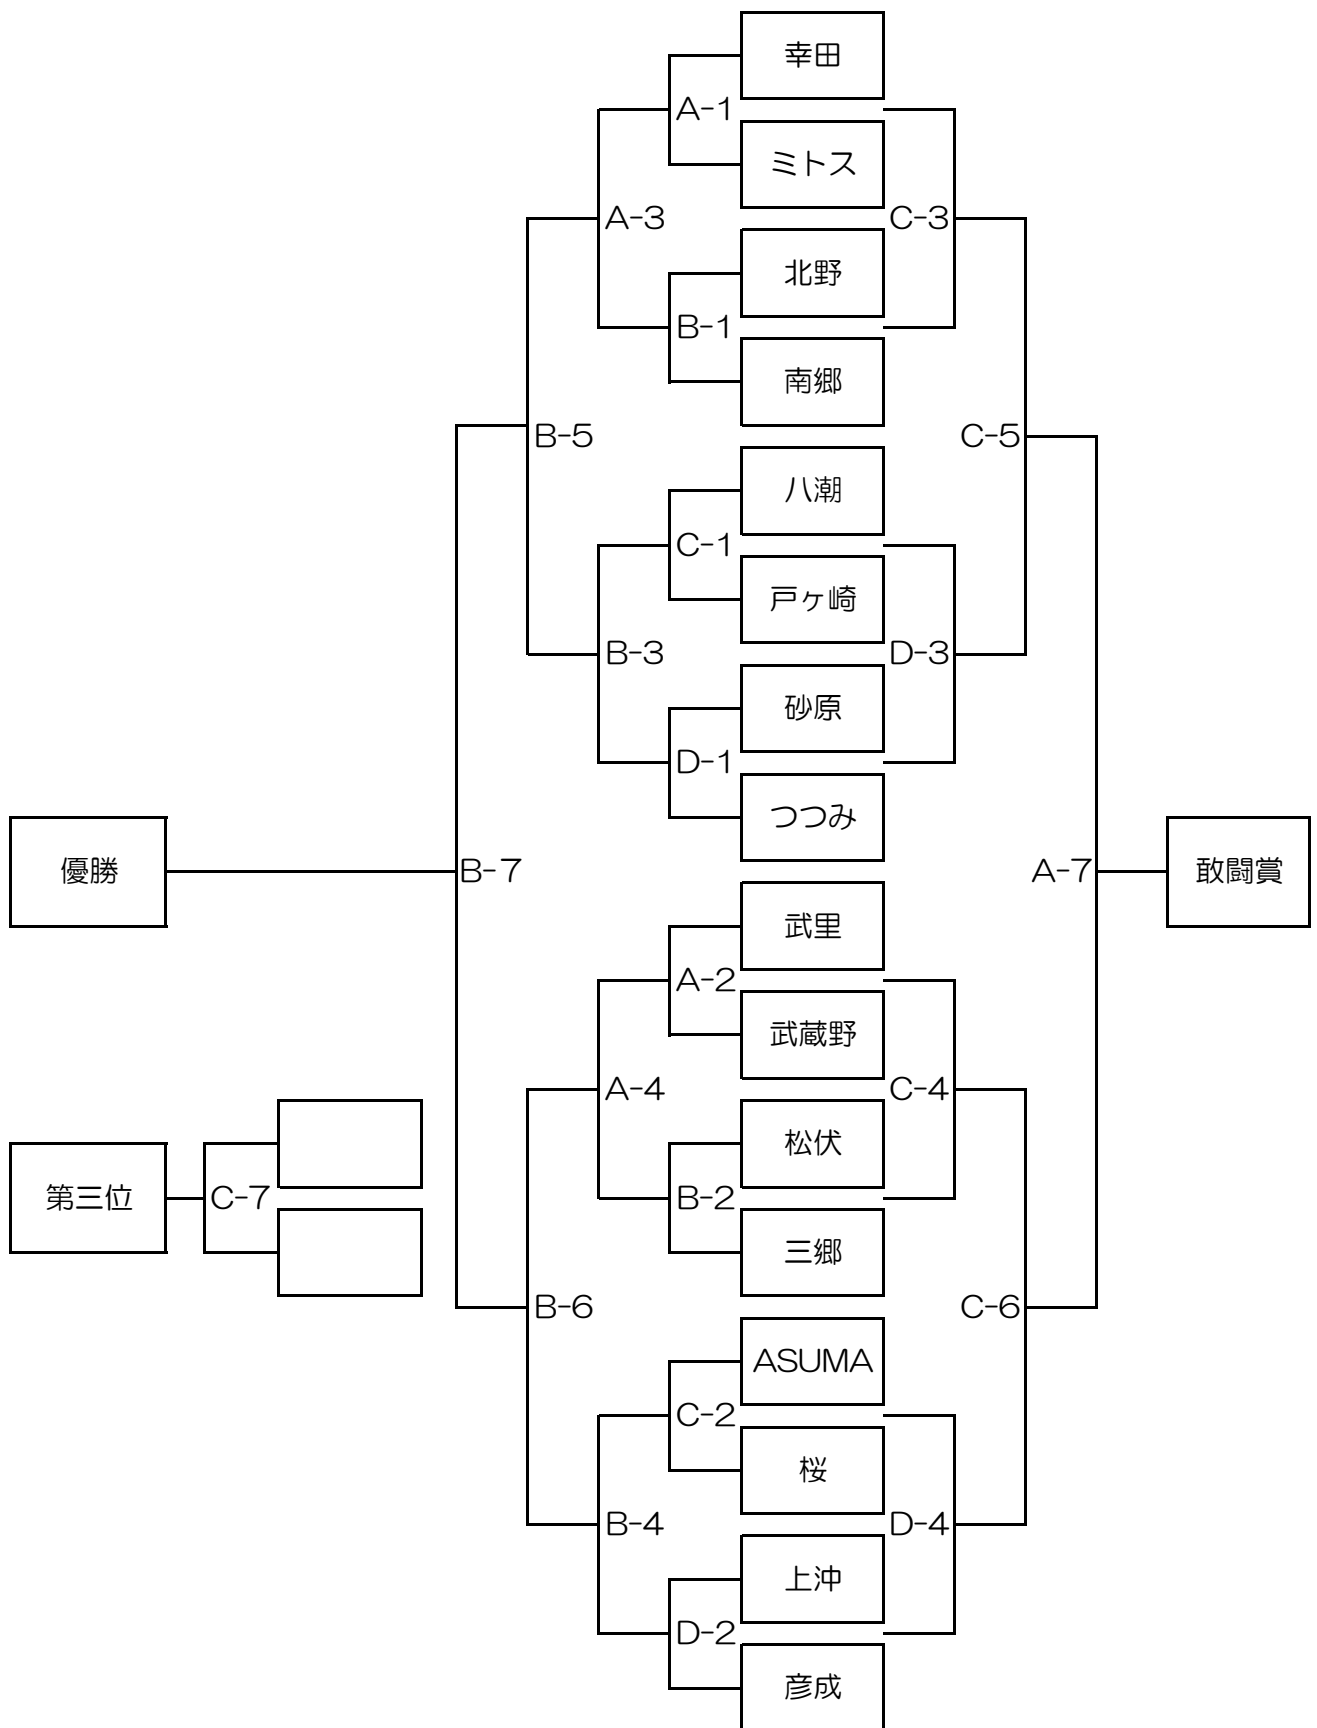 幸田
A-1
ミトス
A-3
C-3
北野
B-1
南郷
B-5
C-5
八潮
C-1
戸ヶ崎
B-3
D-3
砂原
D-1
つつみ
優勝
B-7
A-7
敢闘賞
武里
A-2
武蔵野
A-4
C-4
松伏
第三位
C-7
B-2
三郷
B-6
C-6
ASUMA
C-2
桜
B-4
D-4
上沖
D-2
彦成